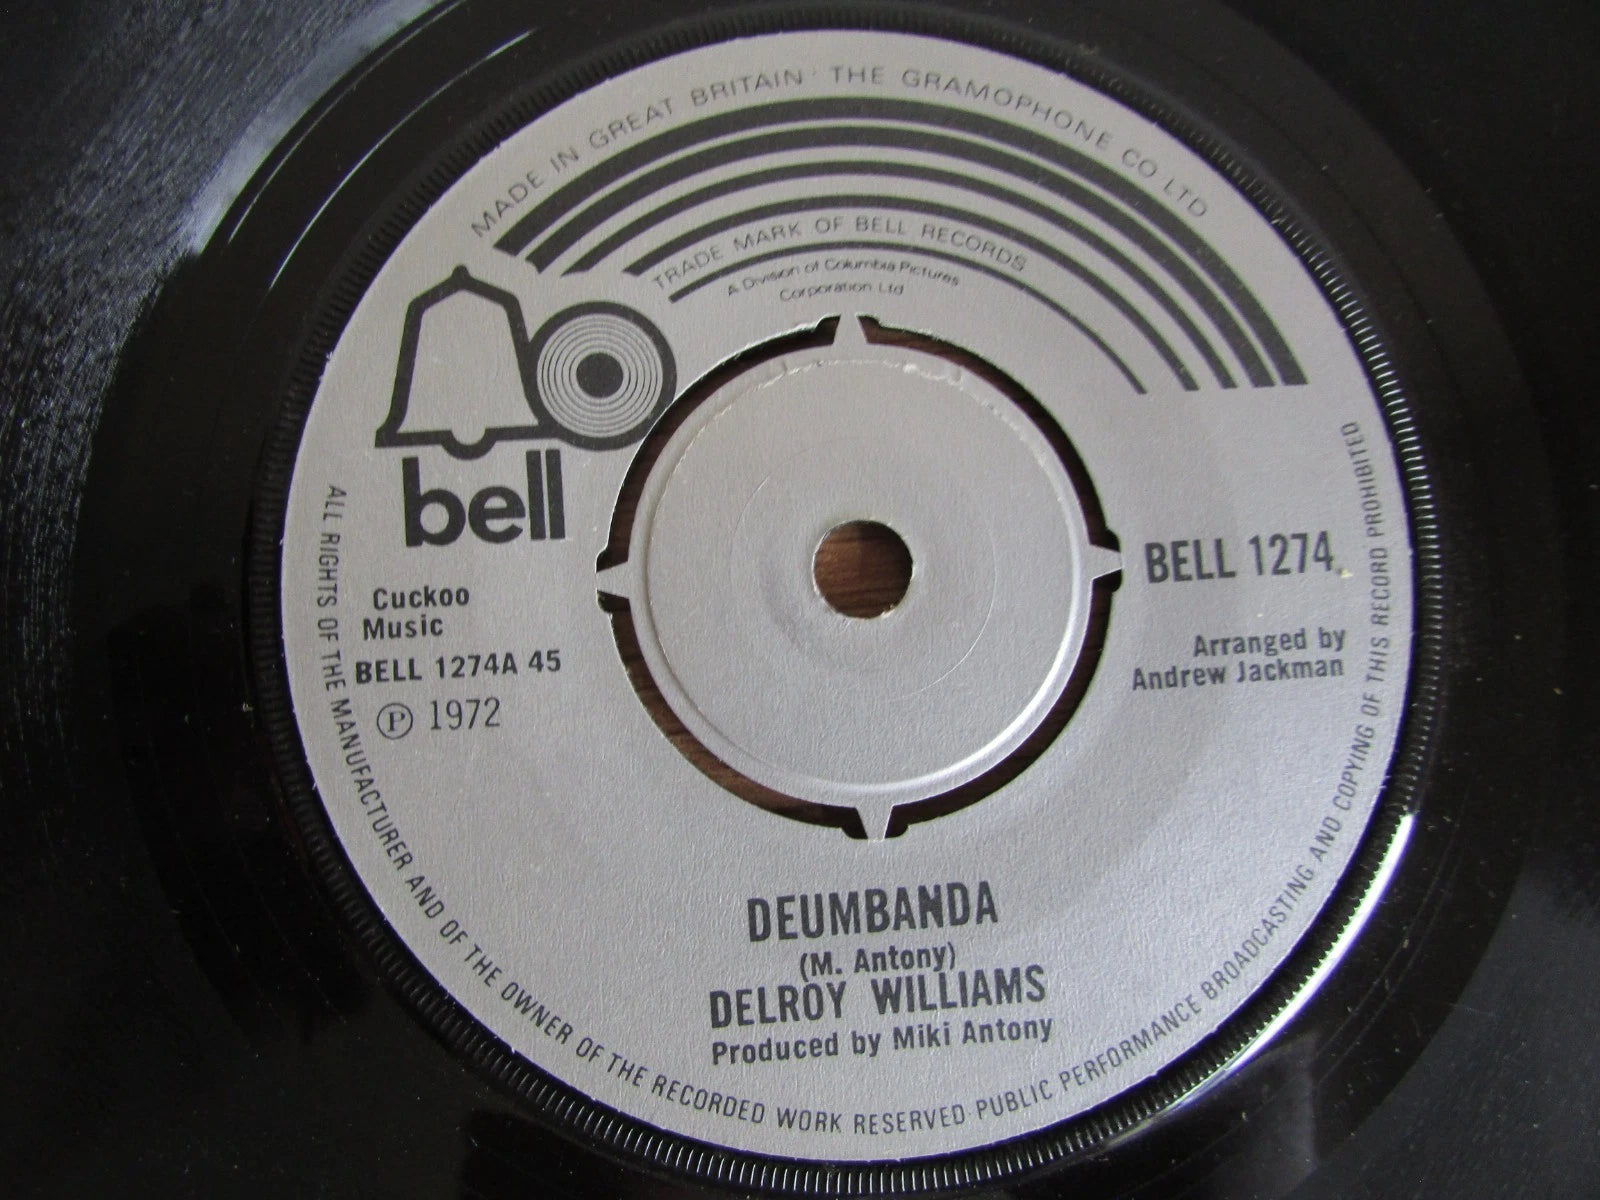 MADE IN GREAT BRITAIN · THE GRAMOPHONE CO LTD
TRADE MARK OF BELL RECORDS
A Division of Columbia Pictures
Corporation Ltd
bell
BELL 1274
Cuckoo
Music
BELL 1274A 45
Ⓟ 1972
Arranged by
Andrew Jackman
DEUMBANDA
(M. Antony)
DELROY WILLIAMS
Produced by Miki Antony
ALL RIGHTS OF THE MANUFACTURER AND OF THE OWNER OF THE RECORDED WORK RESERVED PUBLIC PERFORMANCE BROADCASTING AND COPYING OF THIS RECORD PROHIBITED